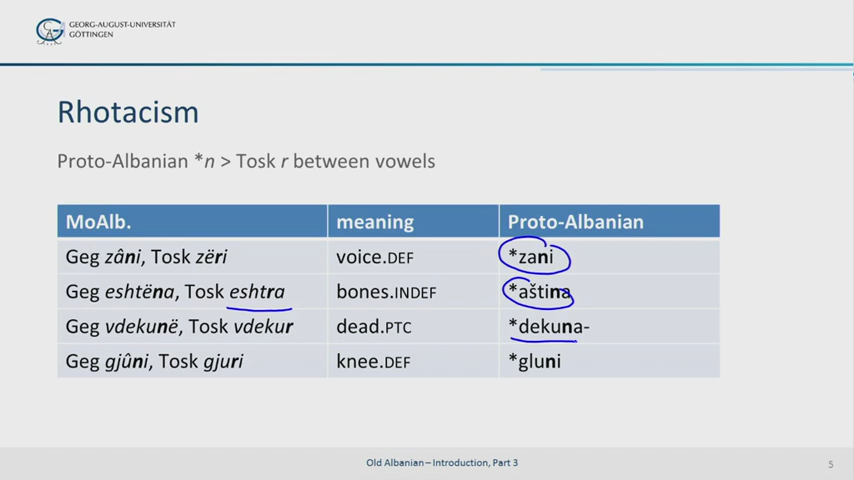 GEORG-AUGUST-UNIVERSITÄT
GÖTTINGEN
Rhotacism
Proto-Albanian *n > Tosk r between vowels
MoAlb. meaning Proto-Albanian
Geg zâni, Tosk zëri voice.DEF *zani
Geg eshtëna, Tosk eshtra bones.INDEF *aština
Geg vdekunë, Tosk vdekur dead.PTC *dekuna-
Geg gjûni, Tosk gjuri knee.DEF *gluni
Old Albanian – Introduction, Part 3
5